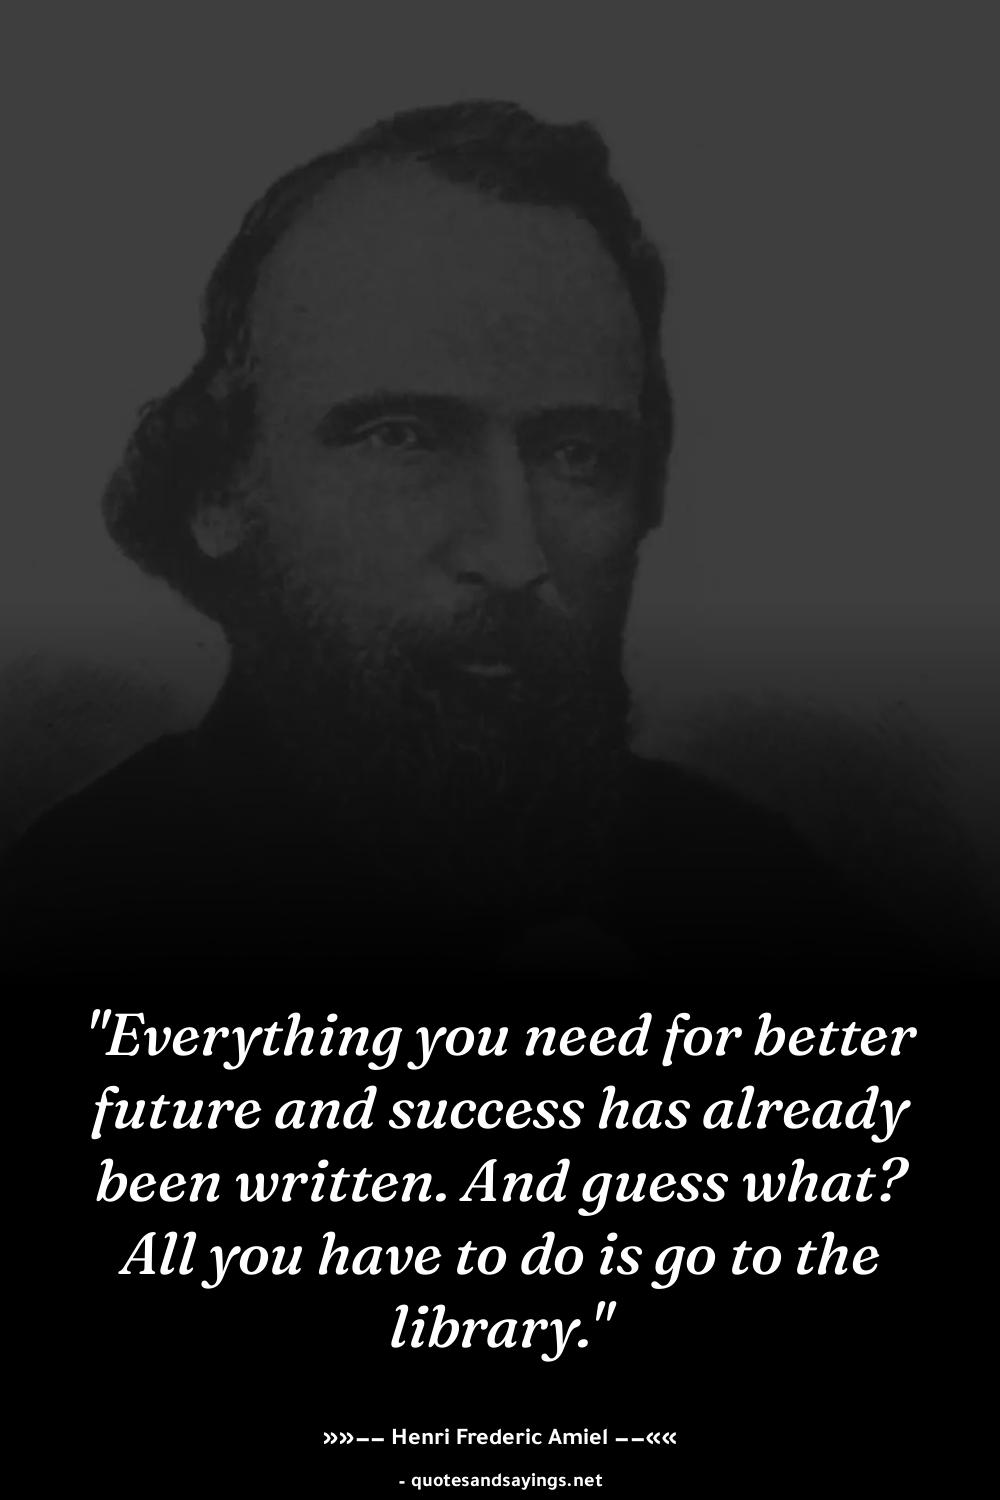 "Everything you need for better
future and success has already
been written. And guess what?
All you have to do is go to the
library."
»»–– Henri Frederic Amiel ––««
- quotesandsayings.net